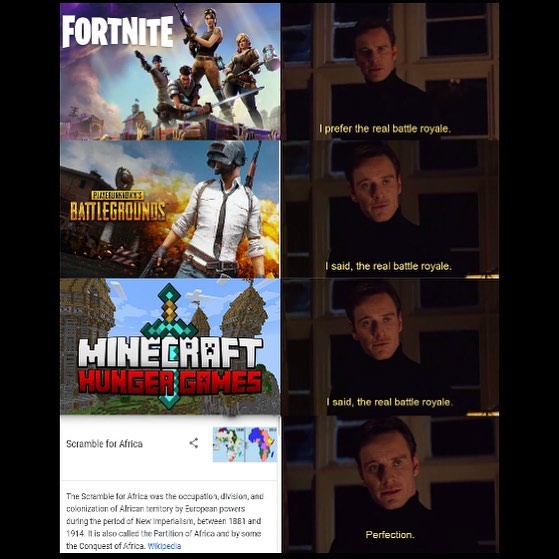 FORTNITE
I prefer the real battle royale.
PLAYERUNKNOWN'S
BATTLEGROUNDS
I said, the real battle royale.
MINECRAFT
HUNGER GAMES
I said, the real battle royale.
Scramble for Africa
The Scramble for Africa was the occupation, division, and
colonization of African territory by European powers
during the period of New Imperialism, between 1881 and
1914. It is also called the Partition of Africa and by some
the Conquest of Africa. Wikipedia
Perfection.